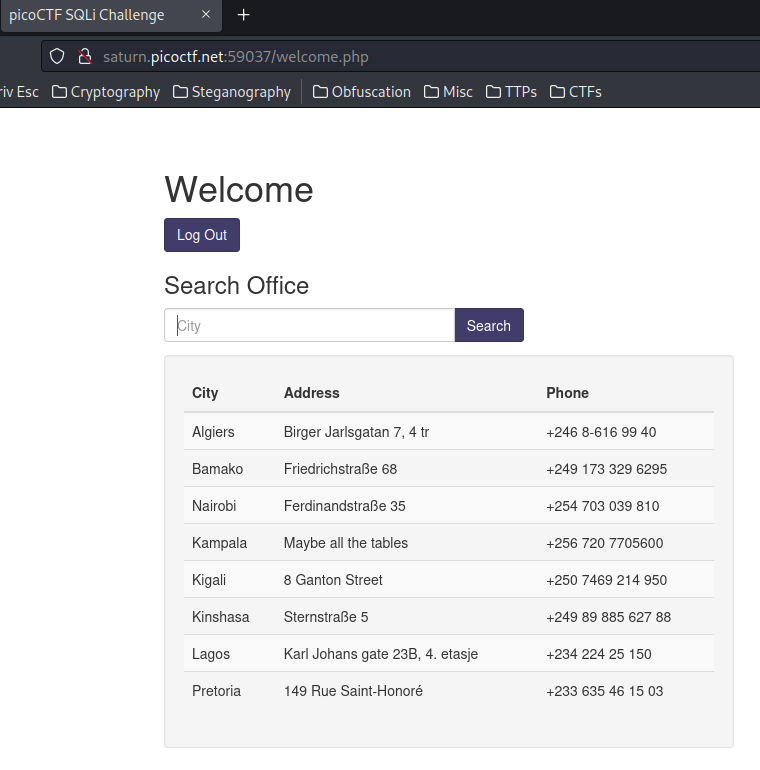 picoCTF SQLi Challenge
saturn.picoctf.net:59037/welcome.php
riv Esc Cryptography Steganography Obfuscation Misc TTPs CTFs
Welcome
Log Out
Search Office
City Search
City Address Phone
Algiers Birger Jarlsgatan 7, 4 tr +246 8-616 99 40
Bamako Friedrichstraße 68 +249 173 329 6295
Nairobi Ferdinandstraße 35 +254 703 039 810
Kampala Maybe all the tables +256 720 7705600
Kigali 8 Ganton Street +250 7469 214 950
Kinshasa Sternstraße 5 +249 89 885 627 88
Lagos Karl Johans gate 23B, 4. etasje +234 224 25 150
Pretoria 149 Rue Saint-Honoré +233 635 46 15 03